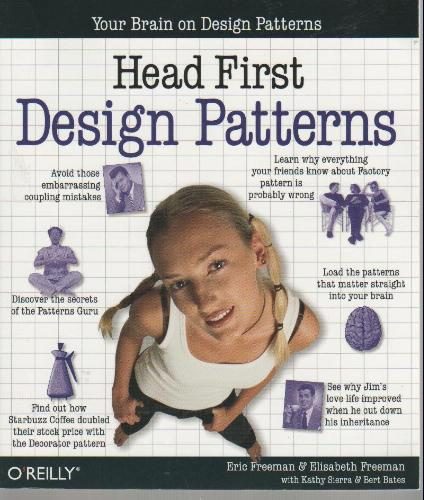 Your Brain on Design Patterns
Head First
Design Patterns
Avoid those
embarrassing
coupling mistakes
Learn why everything
your friends know about Factory
pattern is
probably wrong
Discover the secrets
of the Patterns Guru
Load the patterns
that matter straight
into your brain
Find out how
Starbuzz Coffee doubled
their stock price with
the Decorator pattern
See why Jim's
love life improved
when he cut down
his inheritance
O'REILLY®
Eric Freeman & Elisabeth Freeman
with Kathy Sierra & Bert Bates